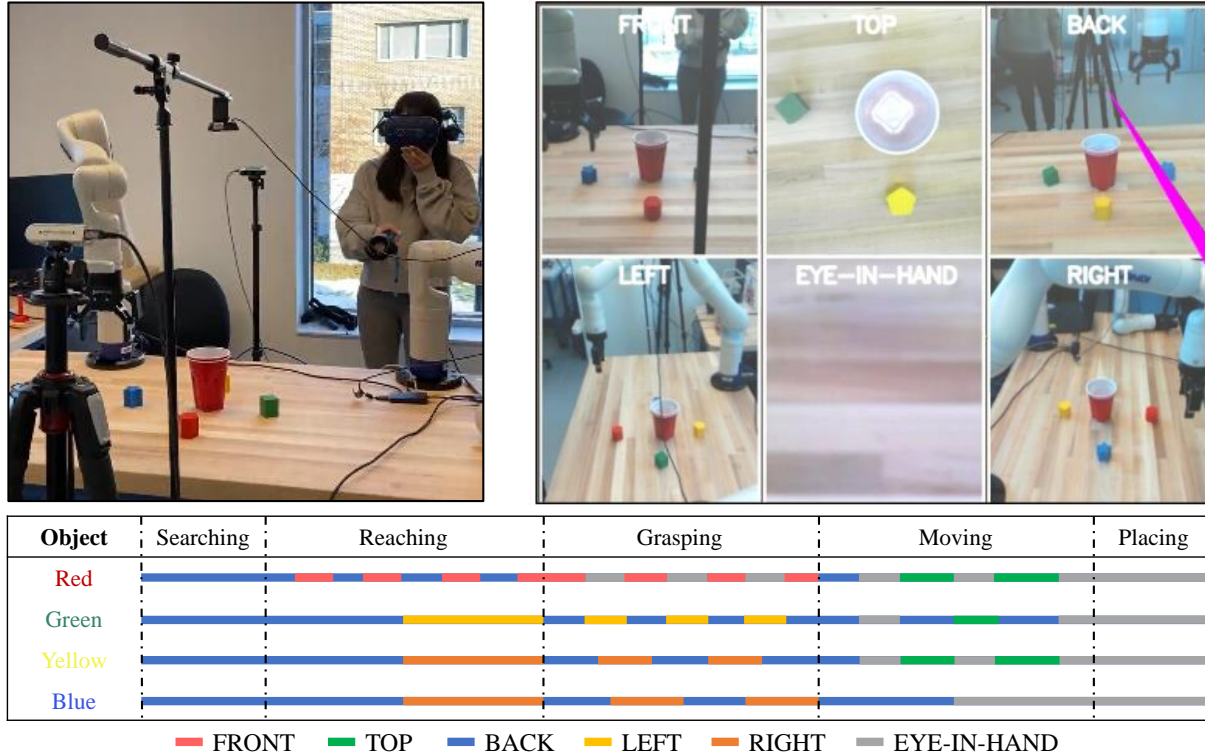 FRONT TOP BACK
LEFT EYE-IN-HAND RIGHT
Object Searching Reaching Grasping Moving Placing
Red
Green
Yellow
Blue
FRONT TOP BACK LEFT RIGHT EYE-IN-HAND